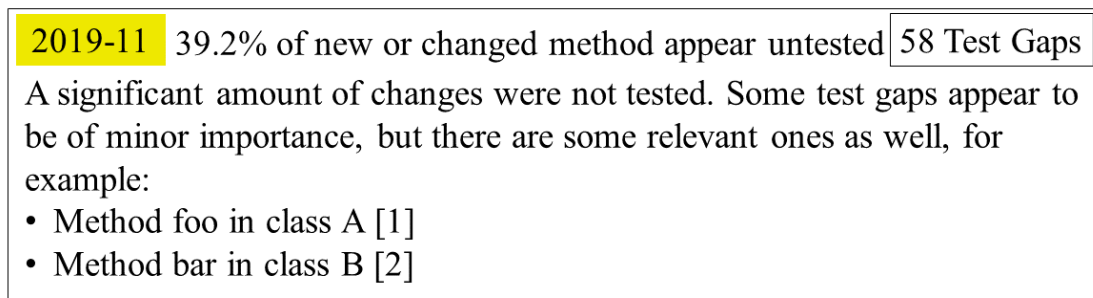 2019-11 39.2% of new or changed method appear untested 58 Test Gaps
A significant amount of changes were not tested. Some test gaps appear to
be of minor importance, but there are some relevant ones as well, for
example:
• Method foo in class A [1]
• Method bar in class B [2]